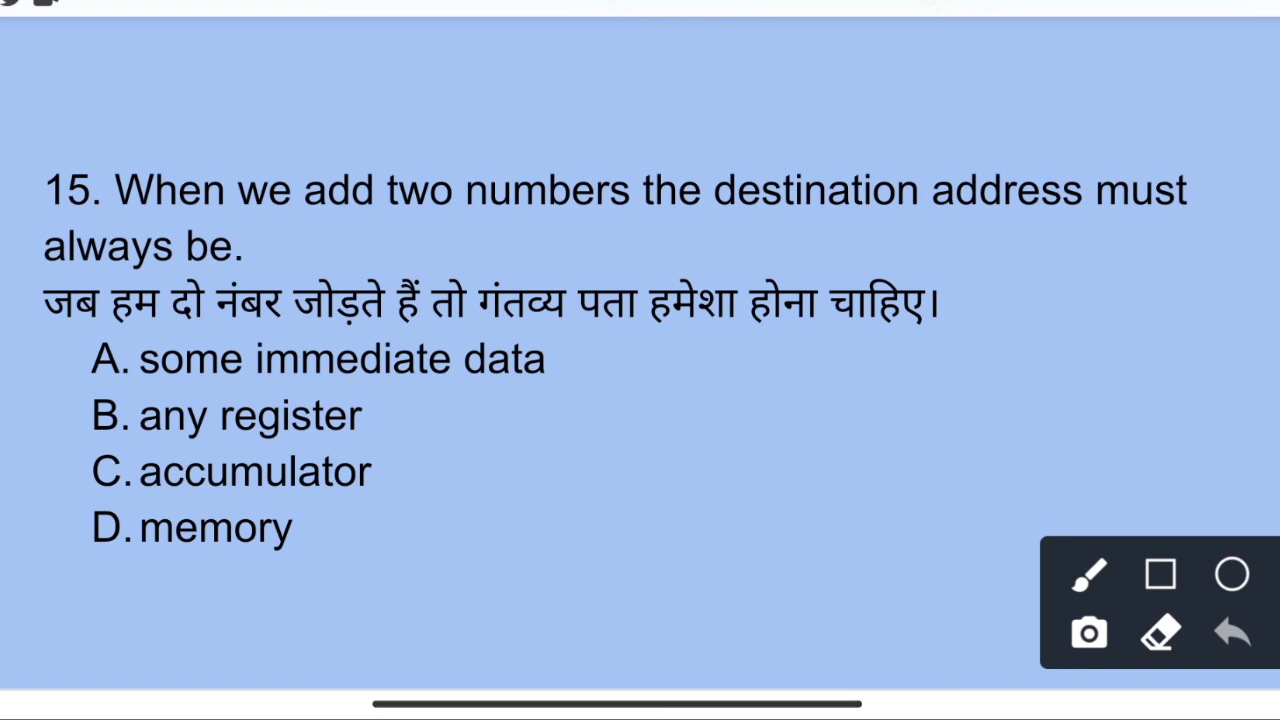 15. When we add two numbers the destination address must
always be.
जब हम दो नंबर जोड़ते हैं तो गंतव्य पता हमेशा होना चाहिए।
A. some immediate data
B. any register
C. accumulator
D. memory